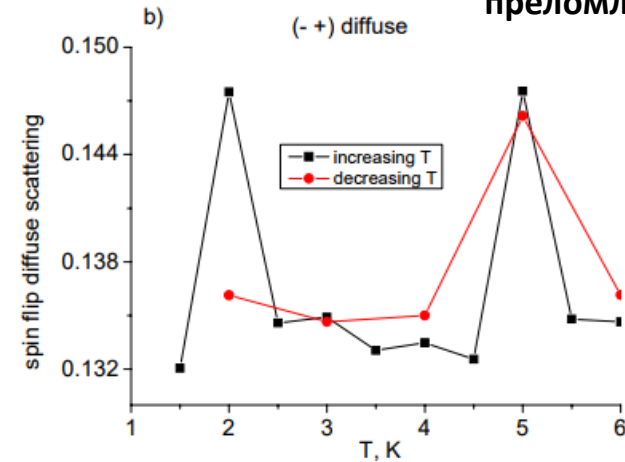 преломл
b)
(- +) diffuse
0.150
0.144
0.138
0.132
spin flip diffuse scattering
increasing T
decreasing T
1 2 3 4 5 6
T, K